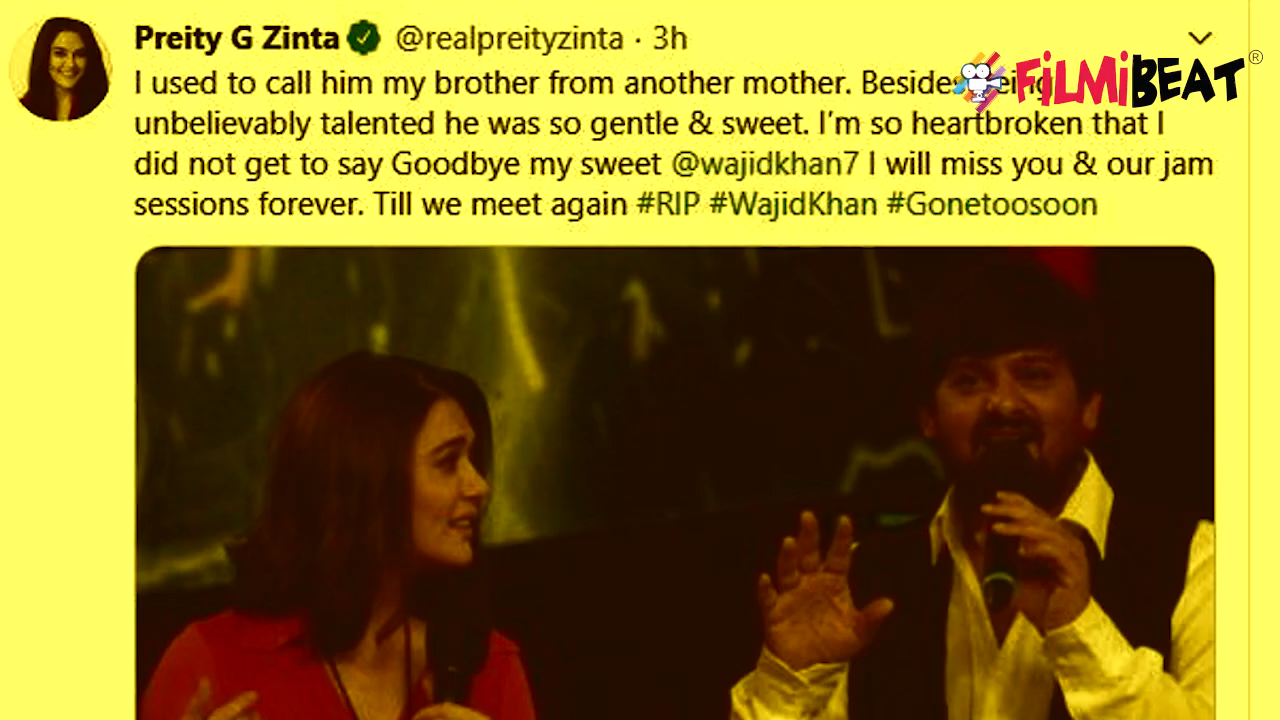 Preity G Zinta @realpreityzinta · 3h
I used to call him my brother from another mother. Besides being
unbelievably talented he was so gentle & sweet. I'm so heartbroken that I
did not get to say Goodbye my sweet @wajidkhan7 I will miss you & our jam
sessions forever. Till we meet again #RIP #WajidKhan #Gonetoosoon
FiLMiBEAT®